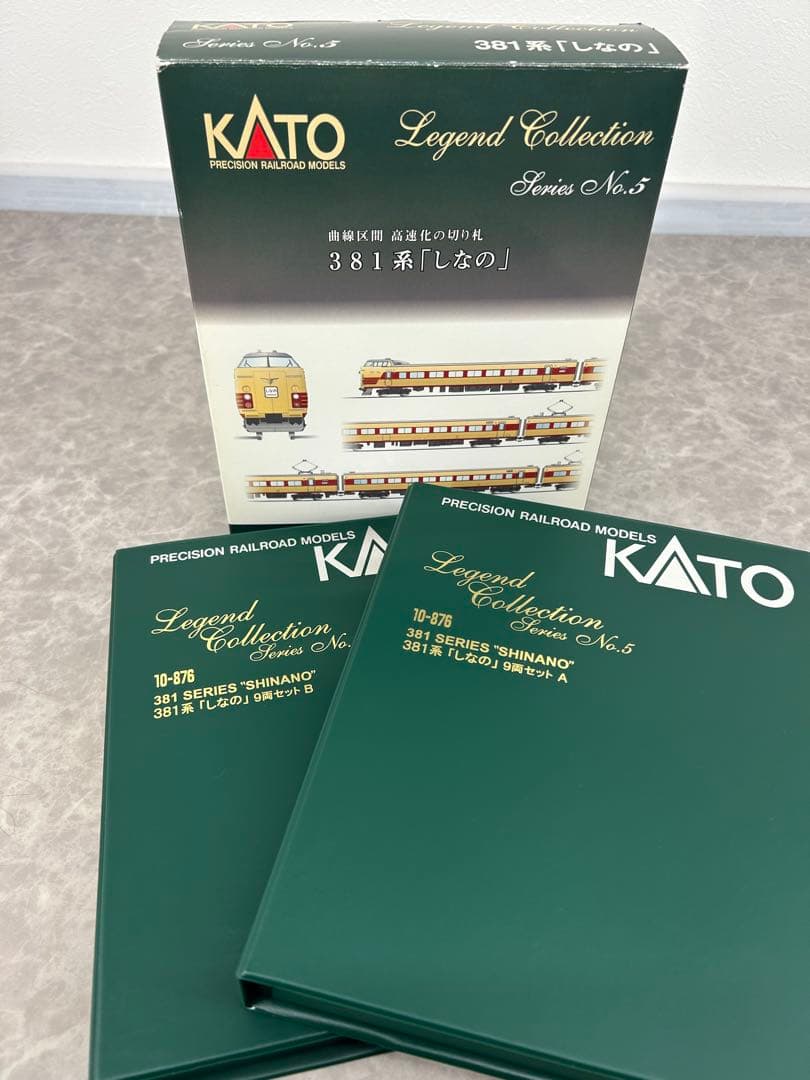 KATO
Series No.5
381系「しなの」
KATO
PRECISION RAILROAD MODELS
Legend Collection
Series No.5
曲線区間 高速化の切り札
381系「しなの」
PRECISION RAILROAD MODELS
KATO
Legend
Collection
Series No.5
10-876
381 SERIES "SHINANO"
381系「しなの」9両セット A
PRECISION RAILROAD MODELS
KAT
Legend
Collection
Series No.
10-876
381 SERIES "SHINANO"
381系「しなの」9両セット B